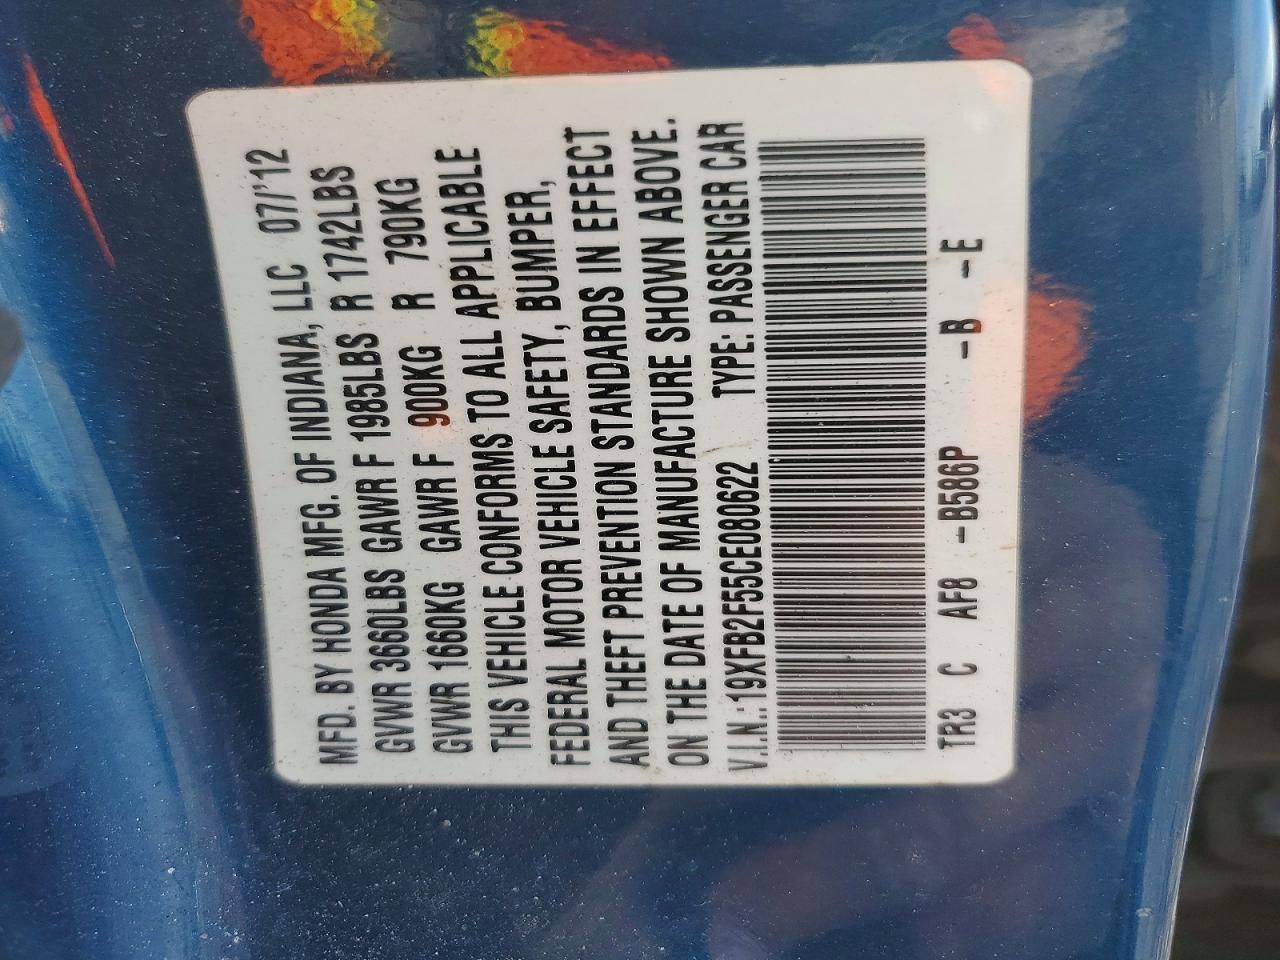 MFD. BY HONDA MFG. OF INDIANA, LLC 07/'12
GVWR 3660LBS GAWR F 1985LBS R 1742LBS
GVWR 1660KG GAWR F 900KG R 790KG
THIS VEHICLE CONFORMS TO ALL APPLICABLE
FEDERAL MOTOR VEHICLE SAFETY, BUMPER,
AND THEFT PREVENTION STANDARDS IN EFFECT
ON THE DATE OF MANUFACTURE SHOWN ABOVE.
V.I.N.: 19XFB2F55CE080622 TYPE: PASSENGER CAR
TR3 C AF8 -B586P -B -E